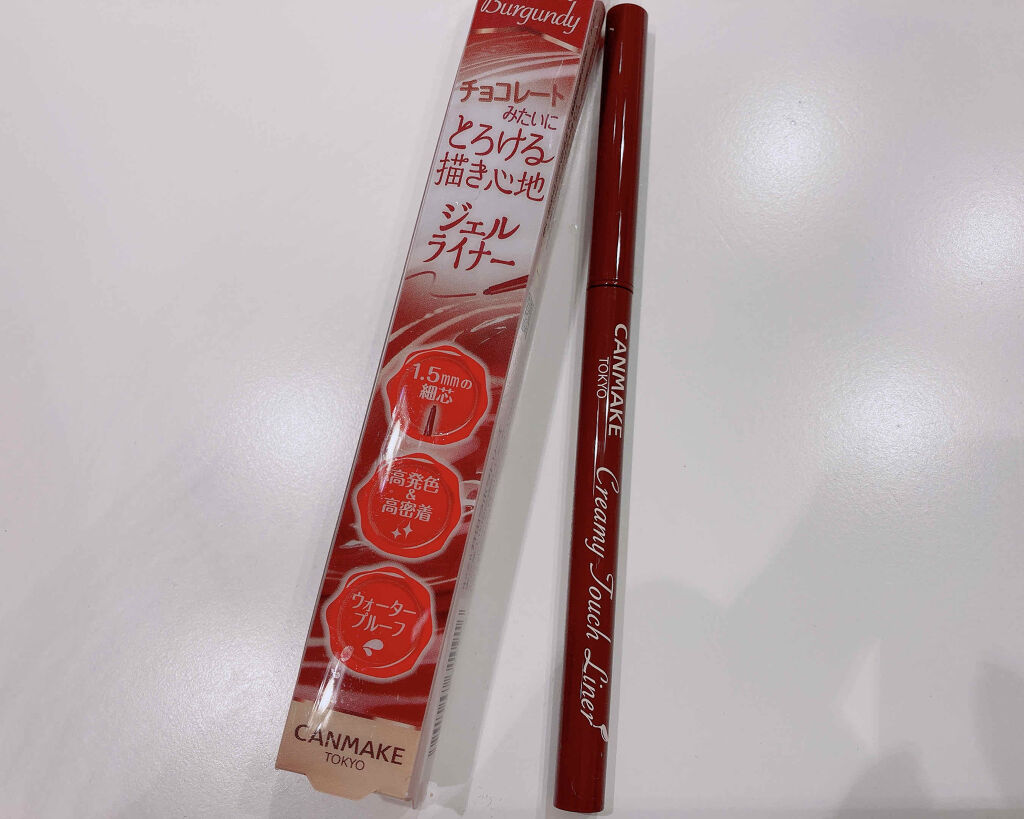 Burgundy
チョコレート
みたいに
とろける
描き心地
ジェル
ライナー
1.5mmの
細芯
高発色
&
高密着
ウォーター
プルーフ
CANMAKE
TOKYO
CANMAKE
TOKYO
Creamy Touch Liner